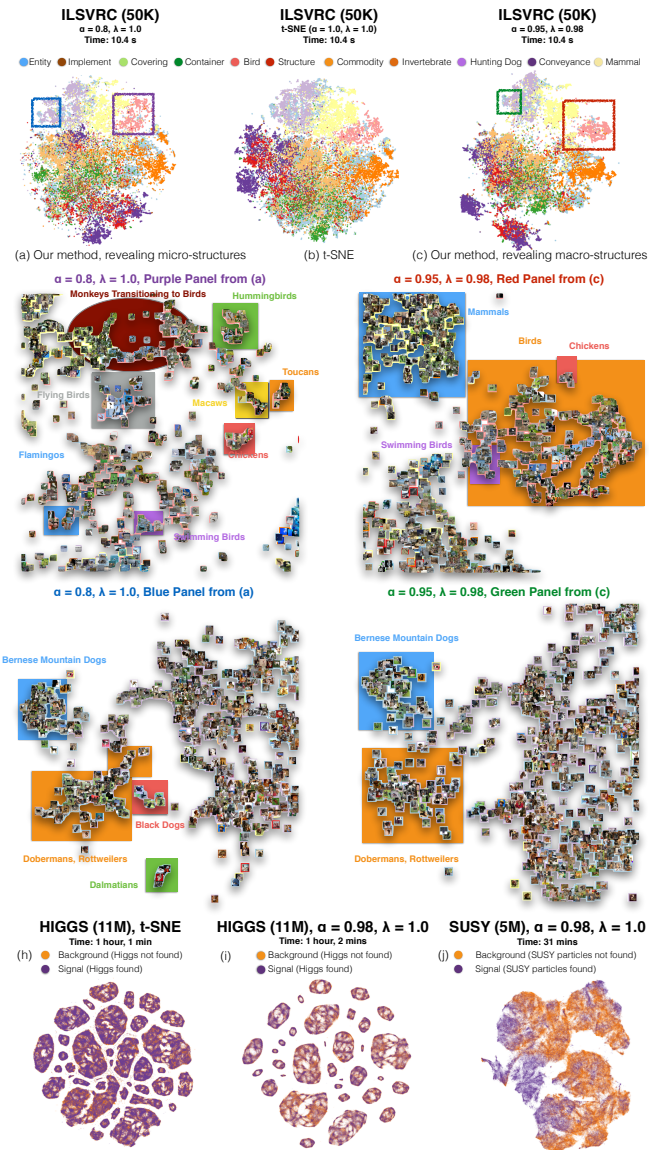 ILSVRC (50K)
α = 0.8, λ = 1.0
Time: 10.4 s
ILSVRC (50K)
t-SNE (α = 1.0, λ = 1.0)
Time: 10.4 s
ILSVRC (50K)
α = 0.95, λ = 0.98
Time: 10.4 s
Entity Implement Covering Container Bird Structure Commodity Invertebrate Hunting Dog Conveyance Mammal
(a) Our method, revealing micro-structures
(b) t-SNE
(c) Our method, revealing macro-structures
α = 0.8, λ = 1.0, Purple Panel from (a)
Monkeys Transitioning to Birds
Hummingbirds
Toucans
Flying Birds
Macaws
Chickens
Flamingos
Swimming Birds
α = 0.95, λ = 0.98, Red Panel from (c)
Mammals
Birds
Chickens
Swimming Birds
α = 0.8, λ = 1.0, Blue Panel from (a)
Bernese Mountain Dogs
Black Dogs
Dobermans, Rottweilers
Dalmatians
α = 0.95, λ = 0.98, Green Panel from (c)
Bernese Mountain Dogs
Dobermans, Rottweilers
HIGGS (11M), t-SNE
Time: 1 hour, 1 min
(h) Background (Higgs not found)
Signal (Higgs found)
HIGGS (11M), α = 0.98, λ = 1.0
Time: 1 hour, 2 mins
(i) Background (Higgs not found)
Signal (Higgs found)
SUSY (5M), α = 0.98, λ = 1.0
Time: 31 mins
(j) Background (SUSY particles not found)
Signal (SUSY particles found)